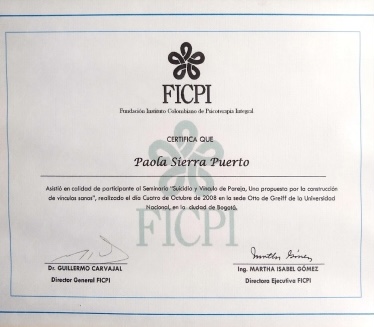 FICPI
Fundación Instituto Colombiano de Psicoterapia Integral
CERTIFICA QUE
Paola Sierra Puerto
Asistió en calidad de participante al Seminario "Suicidio y Vínculo de Pareja, Una propuesta por la construcción
de vínculos sanos", realizado el día Cuatro de Octubre de 2008 en la sede Otto de Greiff de la Universidad
Nacional, en la ciudad de Bogotá.
FICPI
Dr. GUILLERMO CARVAJAL
Director General FICPI
Martha Gómez
Ing. MARTHA ISABEL GÓMEZ
Directora Ejecutiva FICPI